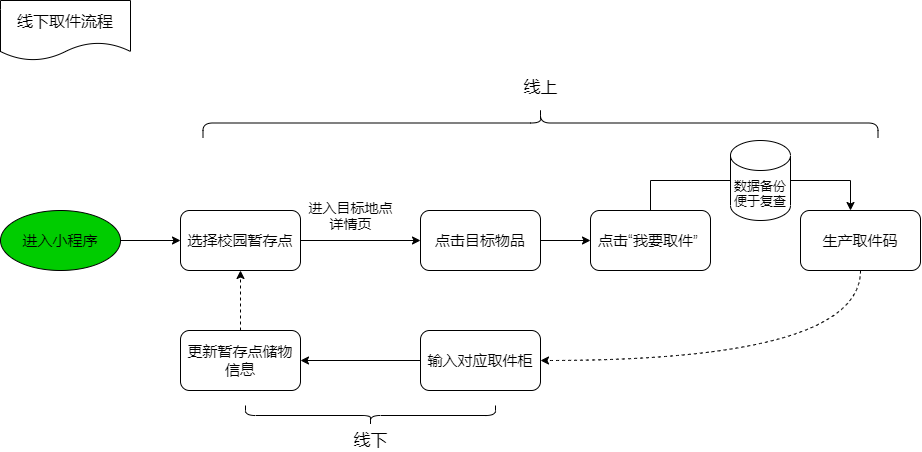 线下取件流程
线上
数据备份
便于复查
进入目标地点
详情页
进入小程序
选择校园暂存点
点击目标物品
点击“我要取件”
生产取件码
更新暂存点储物
信息
输入对应取件柜
线下